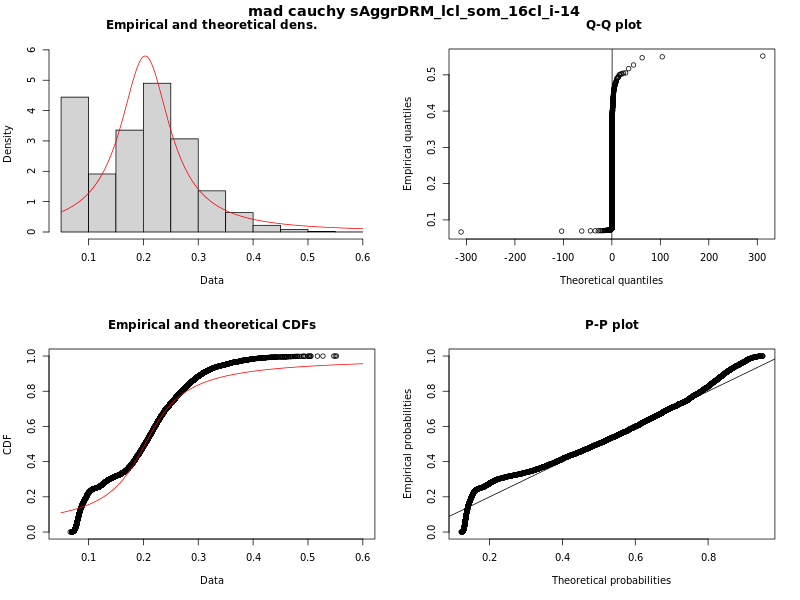 mad cauchy sAggrDRM_lcl_som_16cl_i-14
Empirical and theoretical dens.
Density
0 1 2 3 4 5 6
0.1 0.2 0.3 0.4 0.5 0.6
Data
Q-Q plot
Empirical quantiles
0.1 0.2 0.3 0.4 0.5
-300 -200 -100 0 100 200 300
Theoretical quantiles
Empirical and theoretical CDFs
CDF
0.0 0.2 0.4 0.6 0.8 1.0
0.1 0.2 0.3 0.4 0.5 0.6
Data
P-P plot
Empirical probabilities
0.0 0.2 0.4 0.6 0.8 1.0
0.2 0.4 0.6 0.8
Theoretical probabilities